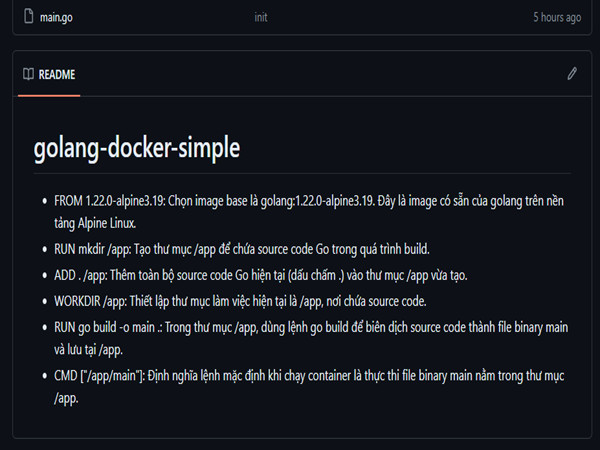 main.go init 5 hours ago
README
golang-docker-simple
• FROM 1.22.0-alpine3.19: Chọn image base là golang:1.22.0-alpine3.19. Đây là image có sẵn của golang trên nền
tảng Alpine Linux.
• RUN mkdir /app: Tạo thư mục /app để chứa source code Go trong quá trình build.
• ADD . /app: Thêm toàn bộ source code Go hiện tại (dấu chấm .) vào thư mục /app vừa tạo.
• WORKDIR /app: Thiết lập thư mục làm việc hiện tại là /app, nơi chứa source code.
• RUN go build -o main .: Trong thư mục /app, dùng lệnh go build để biên dịch source code thành file binary main
và lưu tại /app.
• CMD ["/app/main"]: Định nghĩa lệnh mặc định khi chạy container là thực thi file binary main nằm trong thư mục
/app.